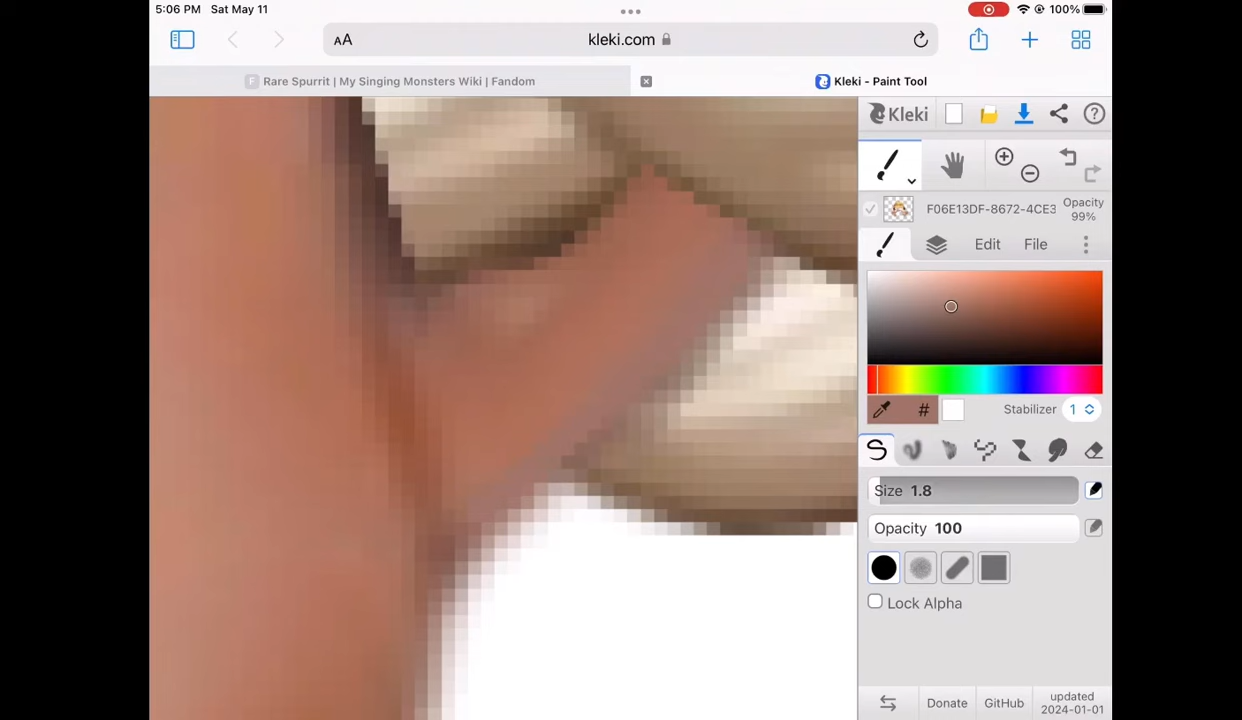 5:06 PM Sat May 11
100%
AA
kleki.com
F Rare Spurrit | My Singing Monsters Wiki | Fandom
Kleki - Paint Tool
Kleki
?
F06E13DF-8672-4CE3
Opacity
99%
Edit
File
#
Stabilizer
1
Size 1.8
Opacity 100
Lock Alpha
Donate
GitHub
updated
2024-01-01